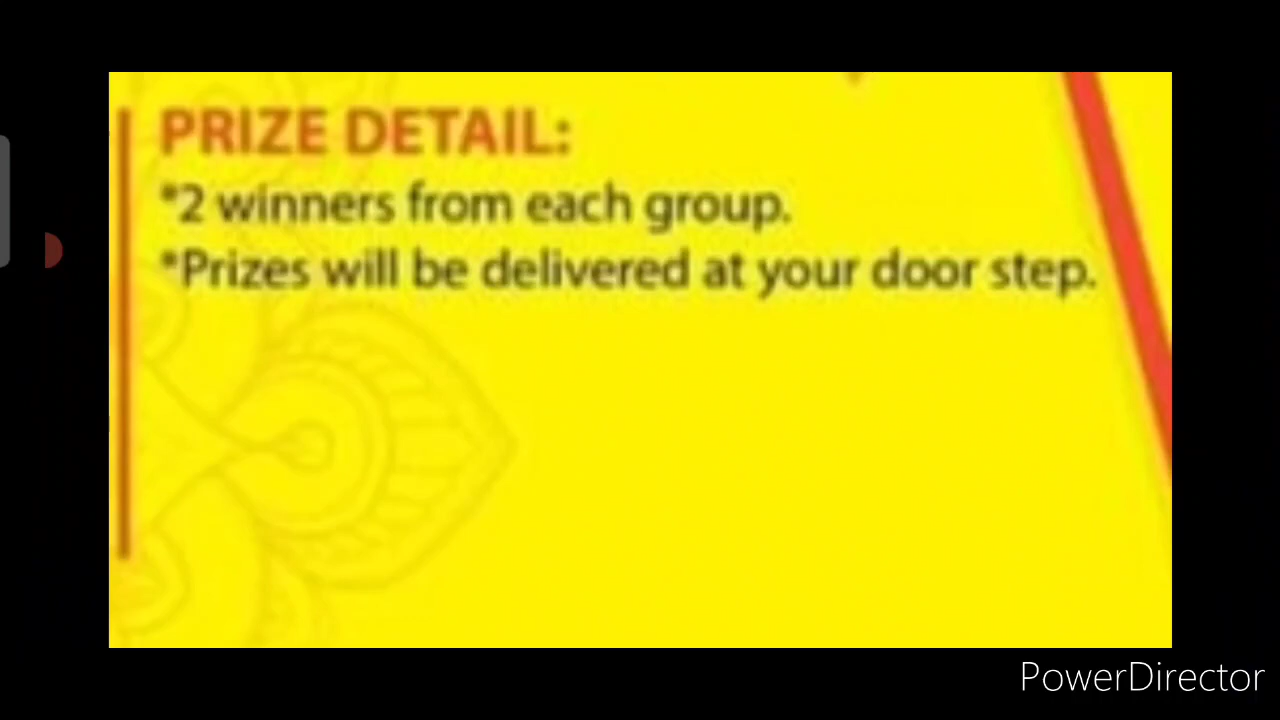 PRIZE DETAIL:
*2 winners from each group.
*Prizes will be delivered at your door step.
PowerDirector